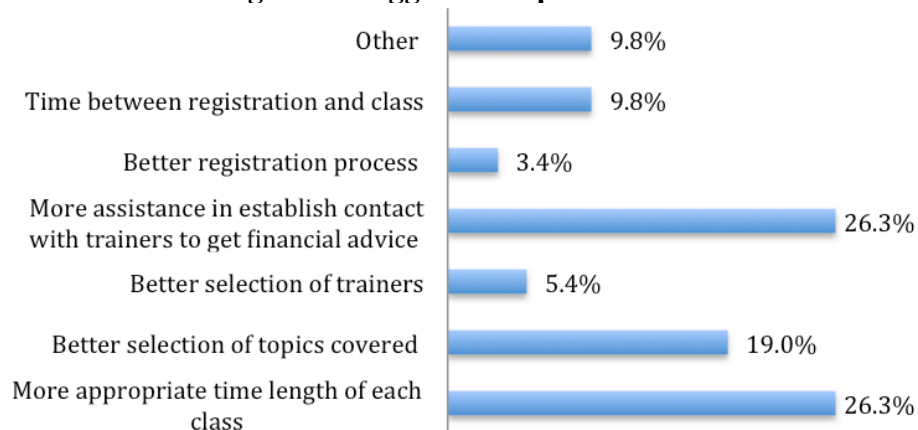 Other 9.8%
Time between registration and class 9.8%
Better registration process 3.4%
More assistance in establish contact
with trainers to get financial advice 26.3%
Better selection of trainers 5.4%
Better selection of topics covered 19.0%
More appropriate time length of each
class 26.3%